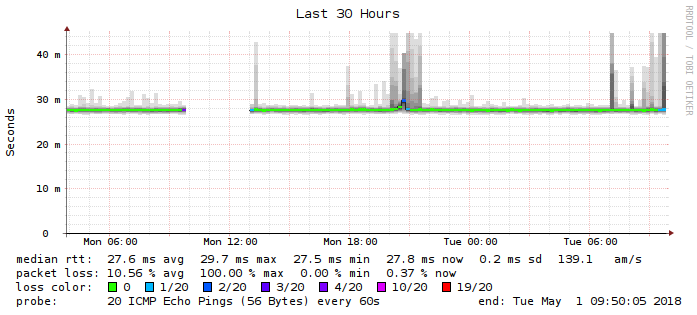 Last 30 Hours
RRDTOOL / TOBI OETIKER
Seconds
40 m
30 m
20 m
10 m
0
Mon 06:00 Mon 12:00 Mon 18:00 Tue 00:00 Tue 06:00
median rtt: 27.6 ms avg 29.7 ms max 27.5 ms min 27.8 ms now 0.2 ms sd 139.1 am/s
packet loss: 10.56 % avg 100.00 % max 0.00 % min 0.37 % now
loss color: 0 1/20 2/20 3/20 4/20 10/20 19/20
probe: 20 ICMP Echo Pings (56 Bytes) every 60s end: Tue May 1 09:50:05 2018